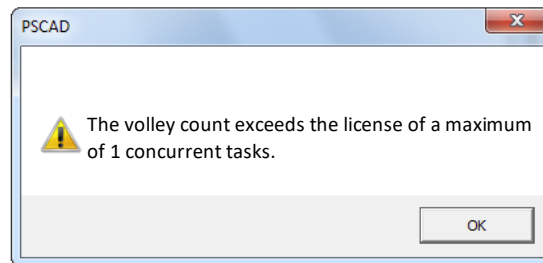 PSCAD
The volley count exceeds the license of a maximum
of 1 concurrent tasks.
OK